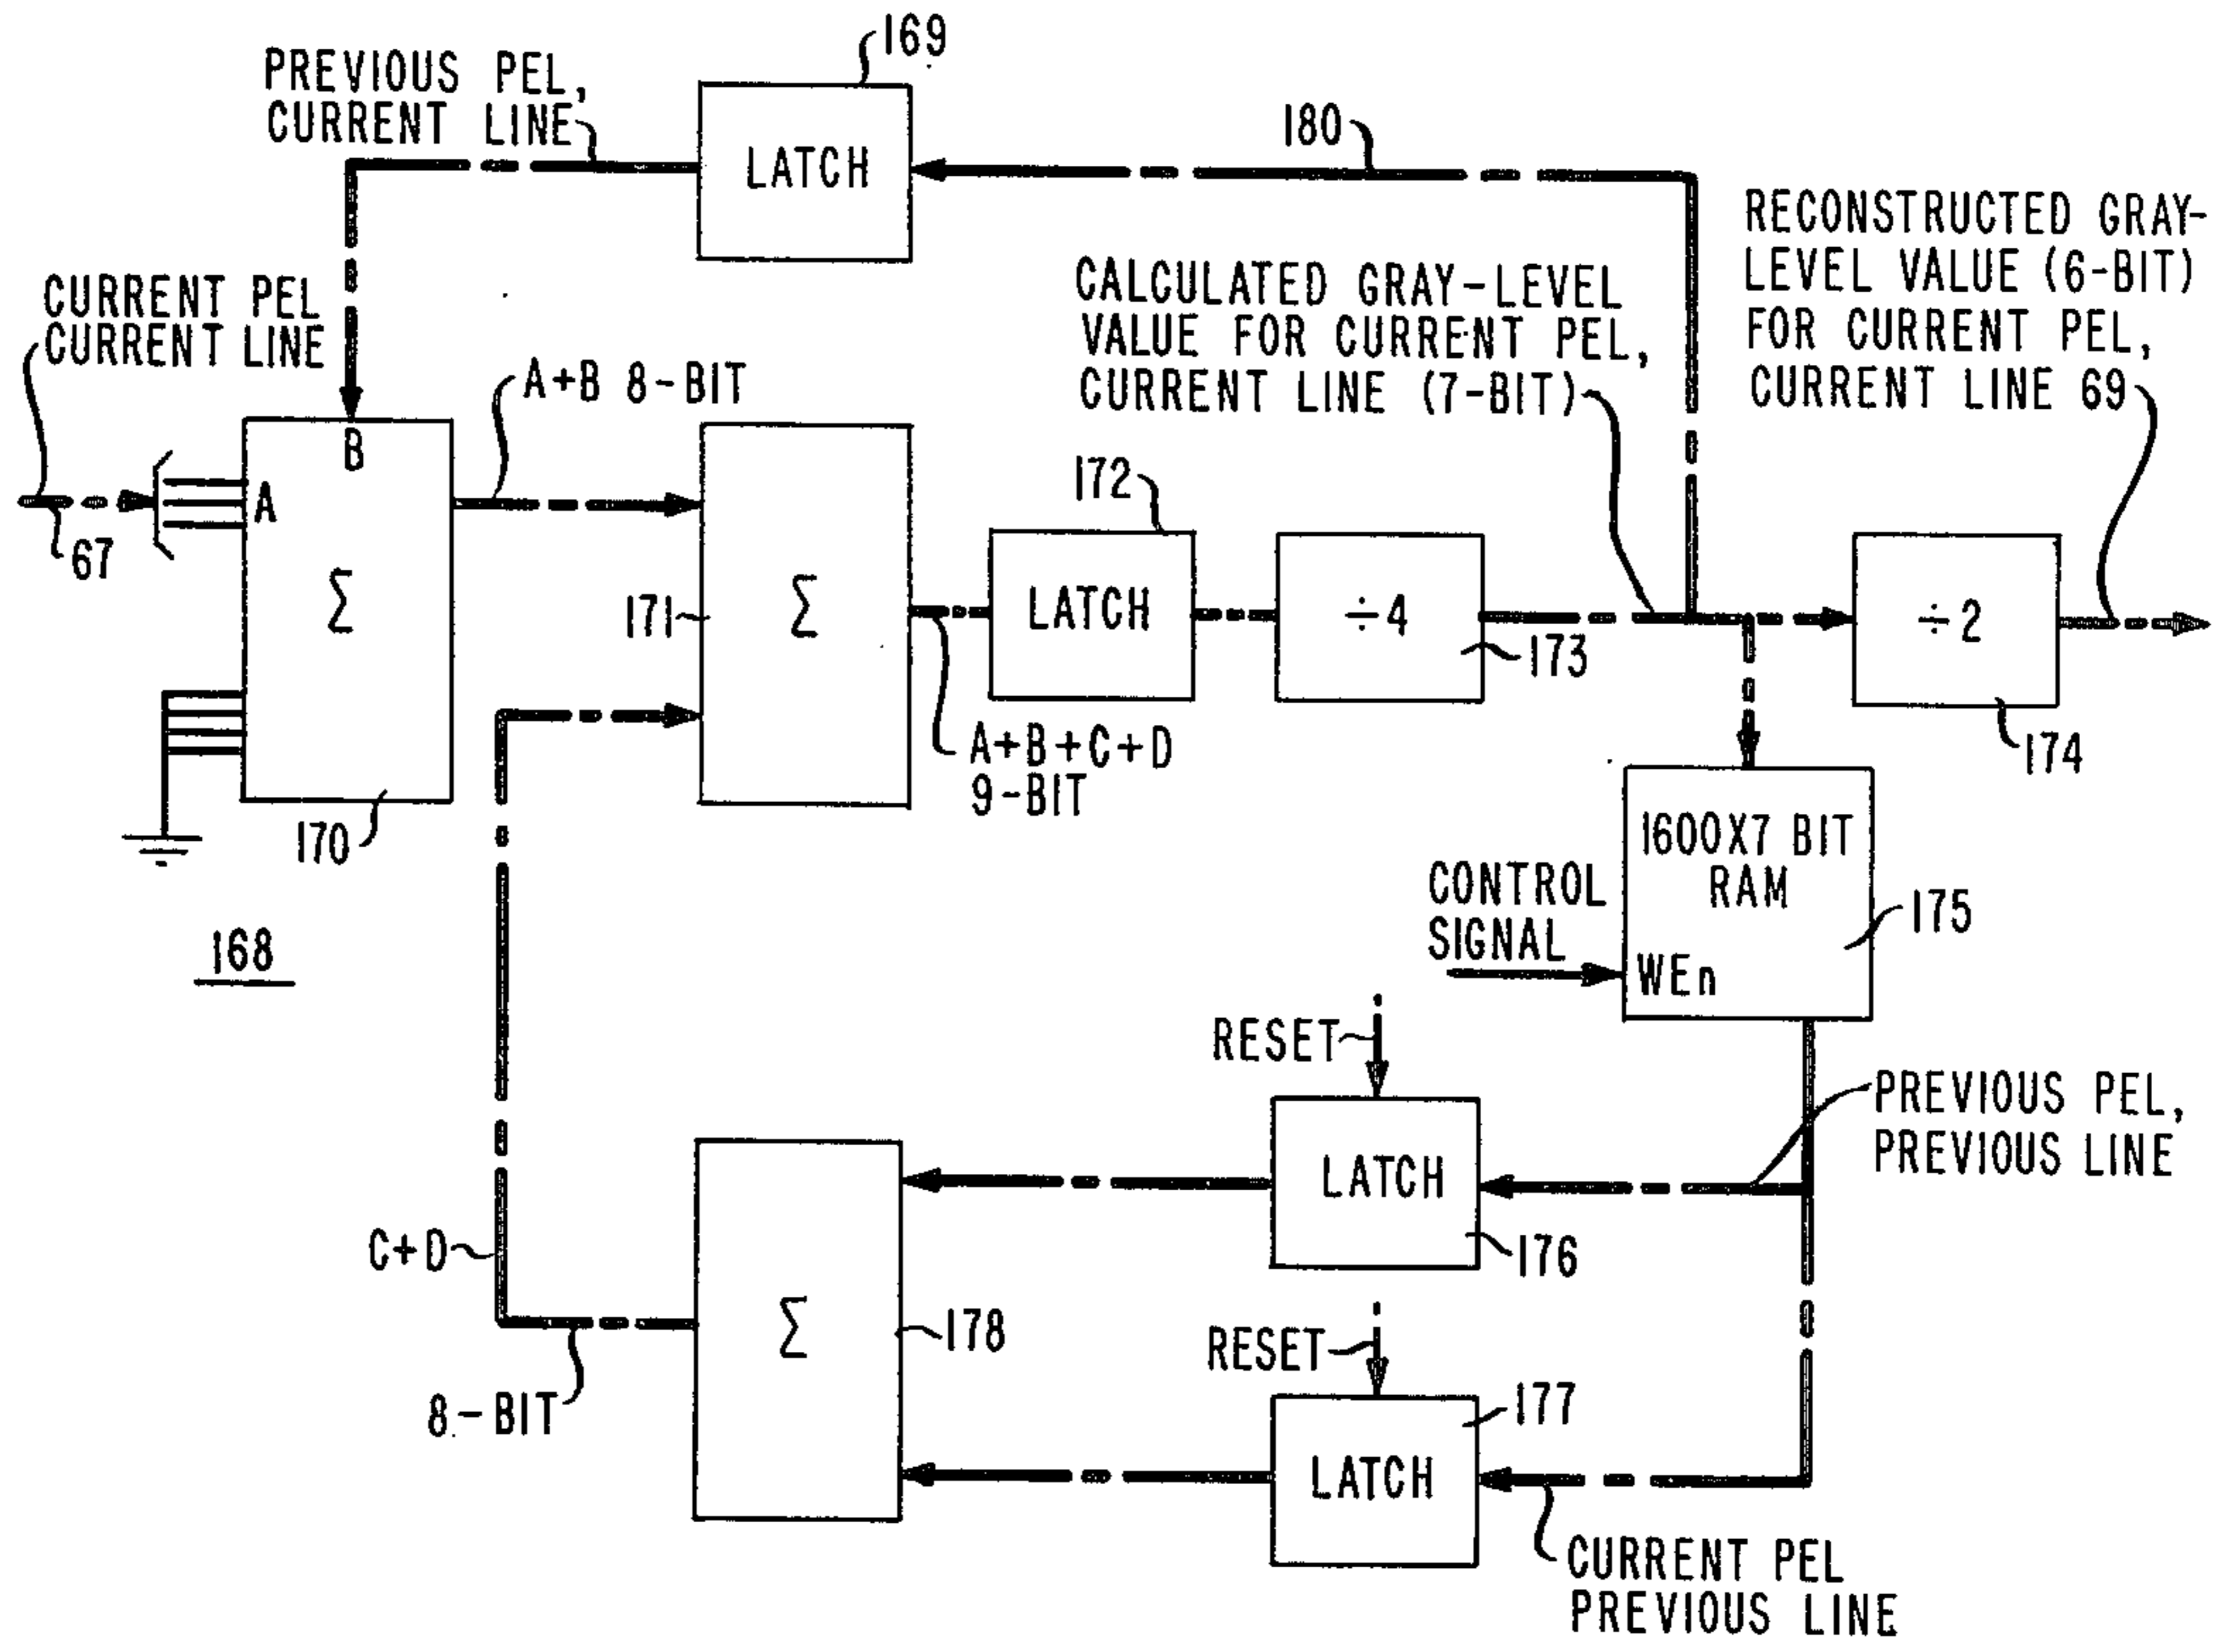 169
PREVIOUS PEL,
CURRENT LINE
LATCH
180
RECONSTRUCTED GRAY-
LEVEL VALUE (6-BIT)
FOR CURRENT PEL,
CURRENT LINE 69
CALCULATED GRAY-LEVEL
VALUE FOR CURRENT PEL,
CURRENT LINE (7-BIT)
CURRENT PEL
CURRENT LINE
A+B 8-BIT
B
A
67
Σ
170
171
Σ
172
LATCH
÷4
173
÷2
174
A+B+C+D
9-BIT
1600X7 BIT
RAM
175
CONTROL
SIGNAL
WEn
168
RESET
LATCH
176
PREVIOUS PEL,
PREVIOUS LINE
C+D
Σ
178
8-BIT
RESET
177
LATCH
CURRENT PEL
PREVIOUS LINE